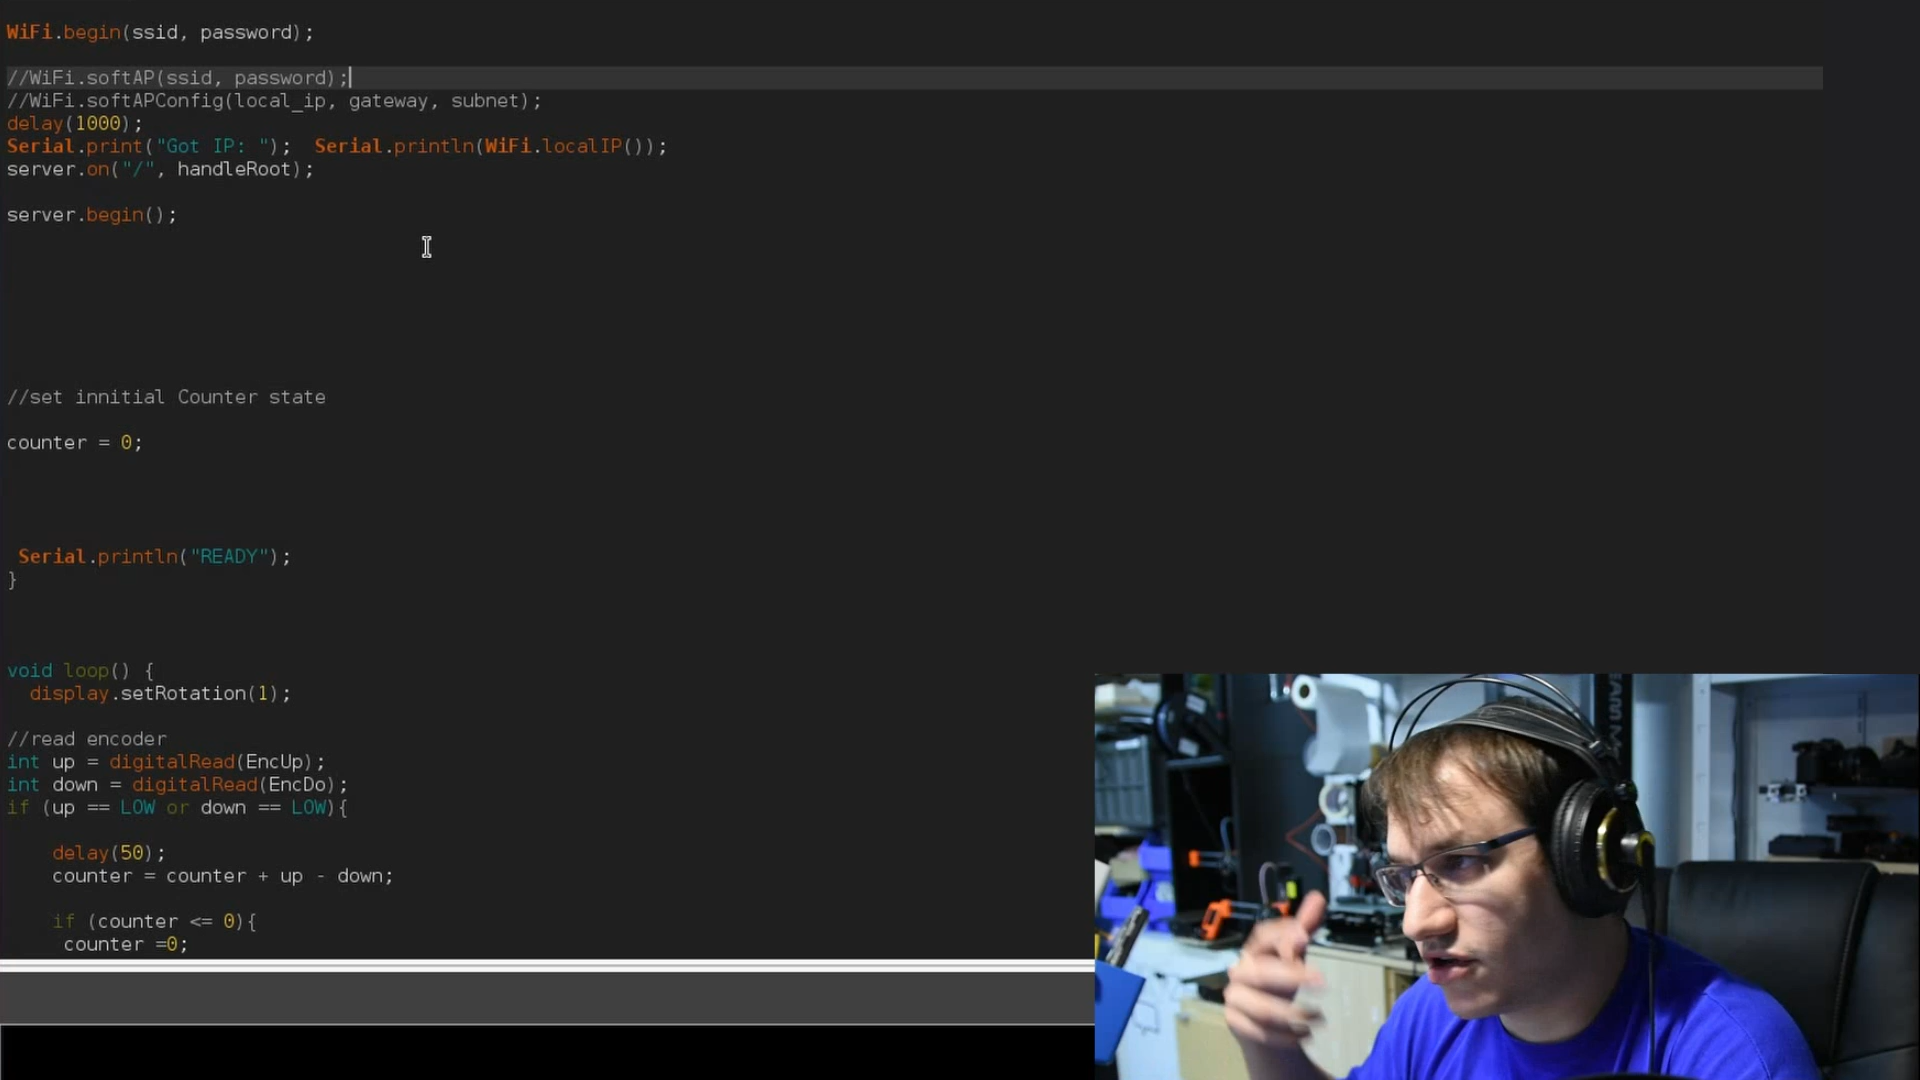 WiFi.begin(ssid, password);
//WiFi.softAP(ssid, password);
//WiFi.softAPConfig(local_ip, gateway, subnet);
delay(1000);
Serial.print("Got IP: ");  Serial.println(WiFi.localIP());
server.on("/", handleRoot);
server.begin();
//set innitial Counter state
counter = 0;
Serial.println("READY");
}
void loop() {
display.setRotation(1);
//read encoder
int up = digitalRead(EncUp);
int down = digitalRead(EncDo);
if (up == LOW or down == LOW){
delay(50);
counter = counter + up - down;
if (counter <= 0){
counter =0;